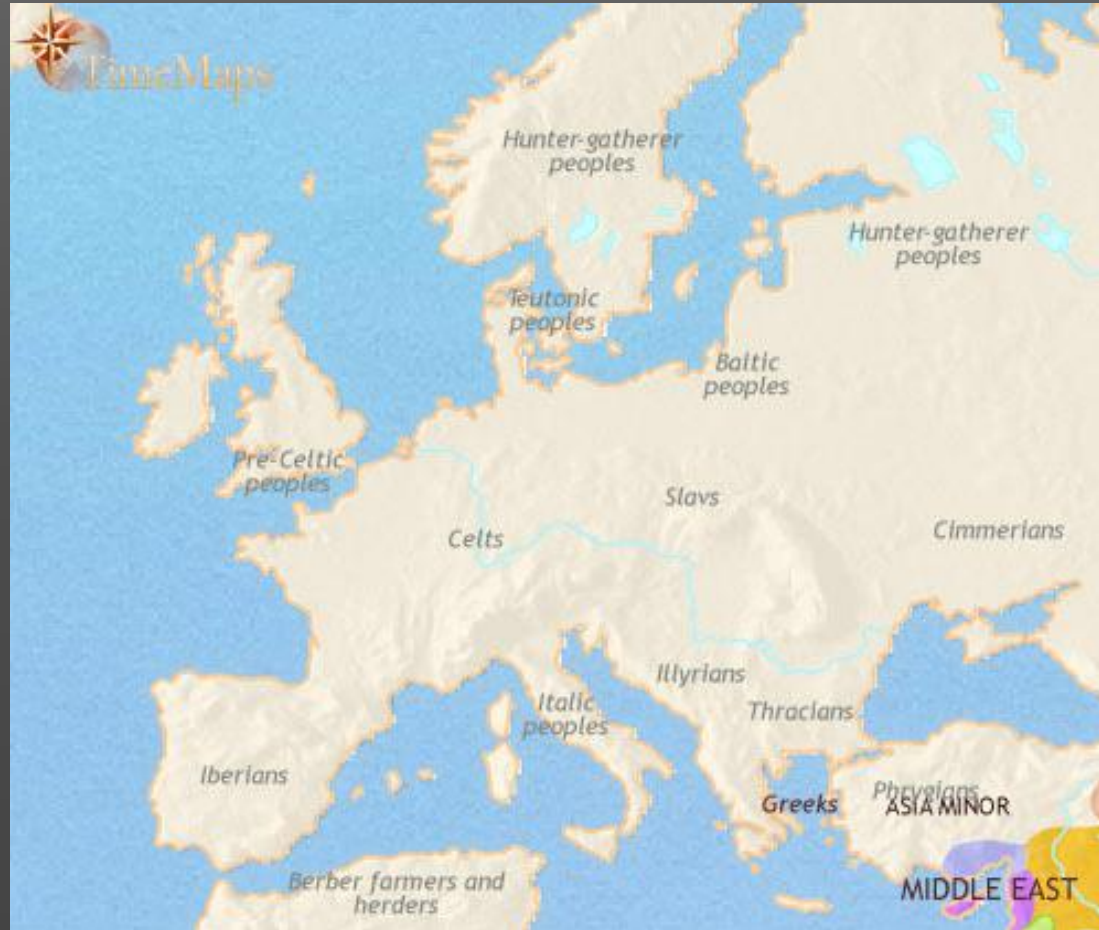 TimeMaps
Hunter-gatherer
peoples
Hunter-gatherer
peoples
Teutonic
peoples
Baltic
peoples
Pre-Celtic
peoples
Slavs
Celts
Cimmerians
Illyrians
Italic
peoples
Thracians
Iberians
Phrygians
Greeks
ASIA MINOR
Berber farmers and
herders
MIDDLE EAST